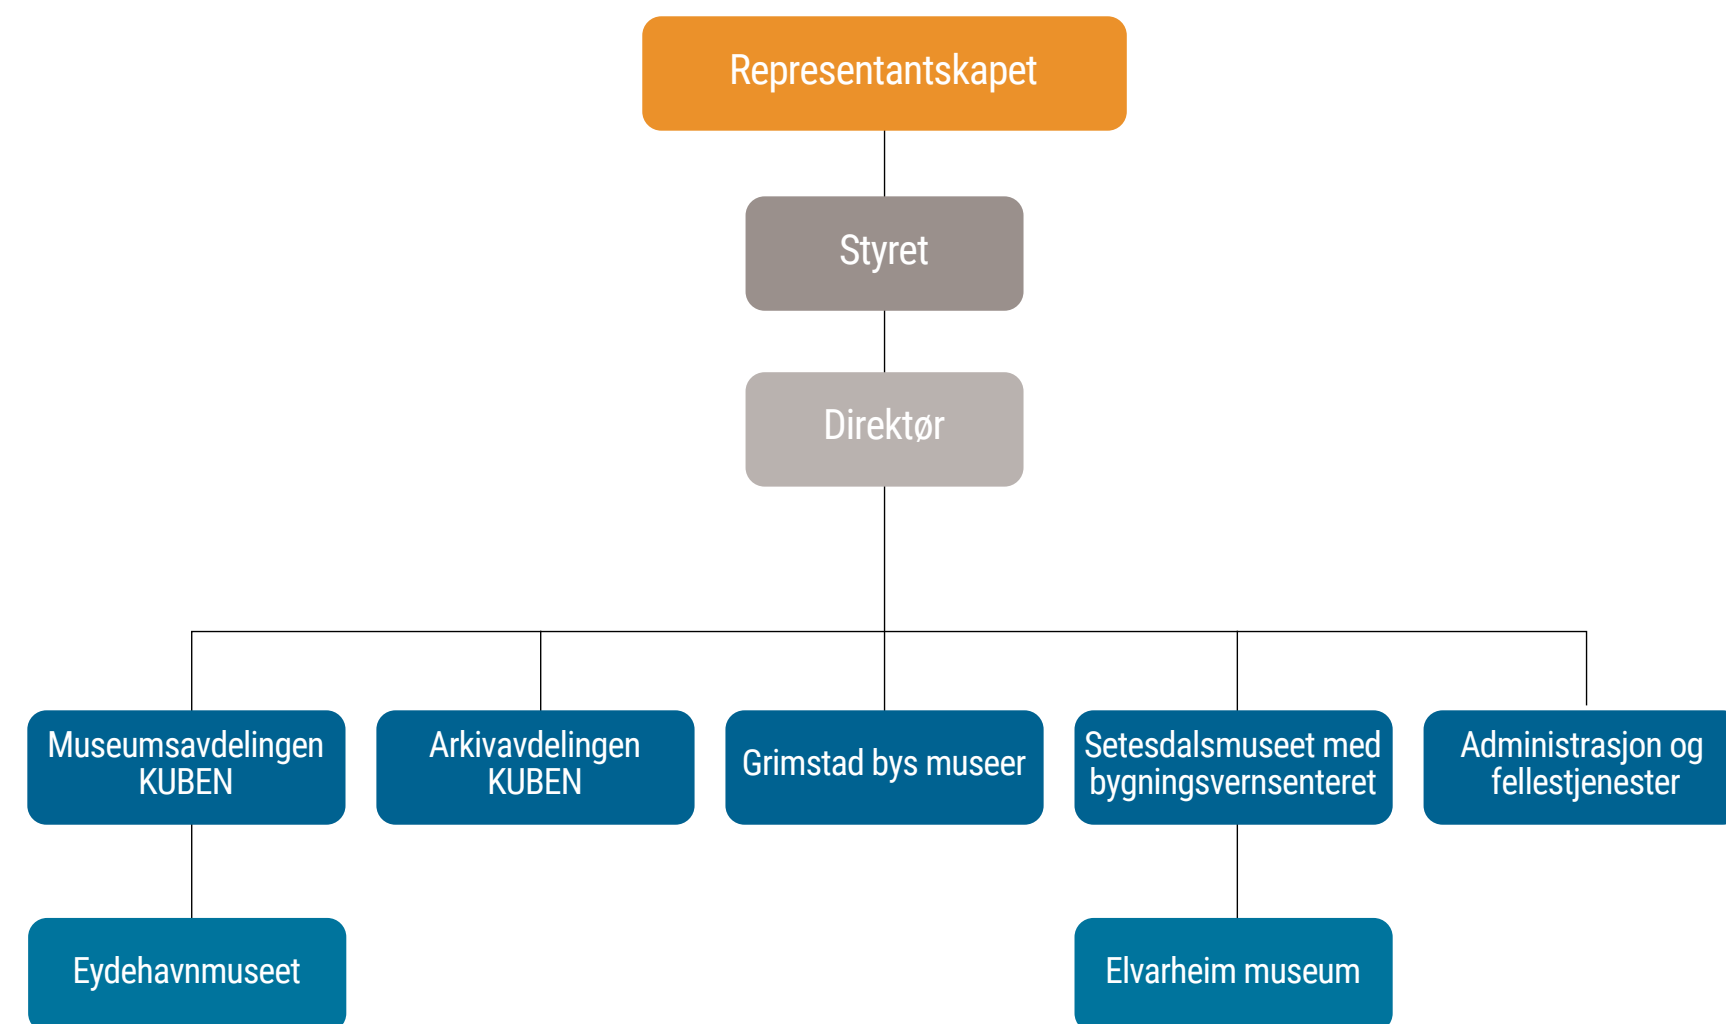 Representantskapet
Styret
Direktør
Museumsavdelingen
KUBEN
Arkivavdelingen
KUBEN
Grimstad bys museer
Setesdalsmuseet med
bygningsvernsenteret
Administrasjon og
fellestjenester
Eydehavnmuseet
Elvarheim museum